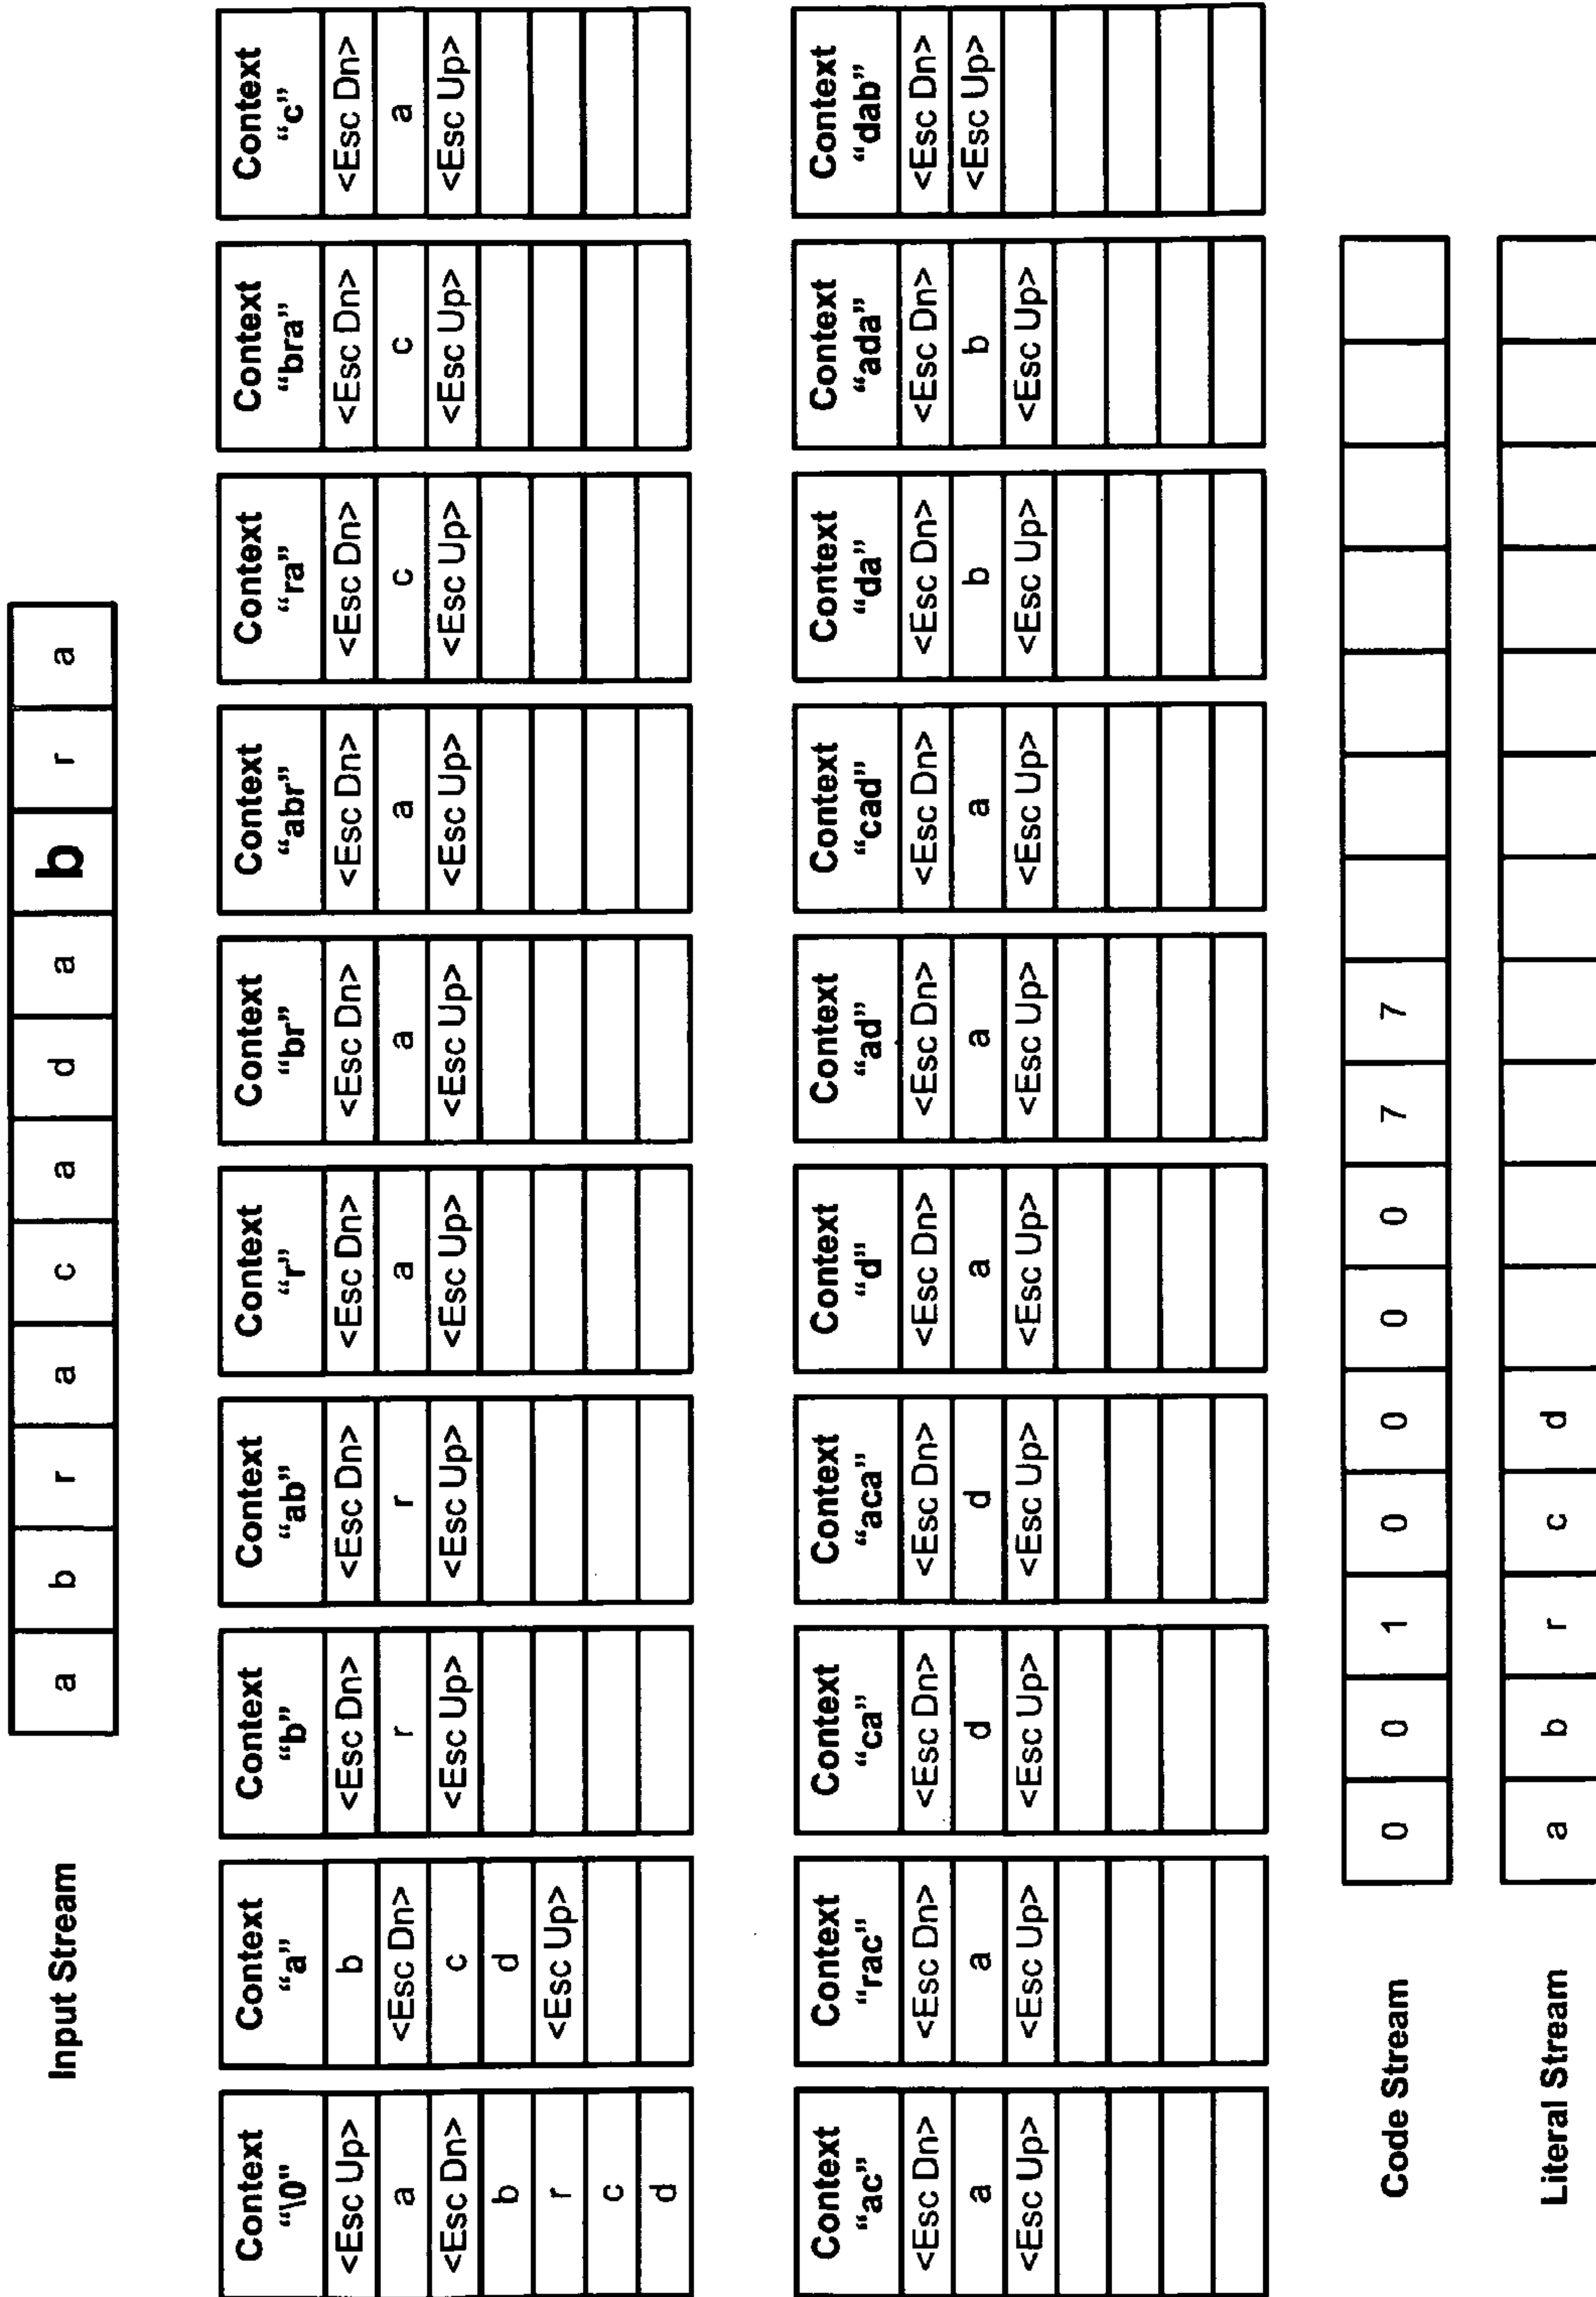 Input Stream
a b r a c a d a b r a
Context Context Context Context Context Context Context Context Context Context
“\0” “a” “b” “ab” “r” “br” “abr” “ra” “bra” “c”
<Esc Up> b <Esc Dn> <Esc Dn> <Esc Dn> <Esc Dn> <Esc Dn> <Esc Dn> <Esc Dn> <Esc Dn>
a <Esc Dn> r r a a a c c a
<Esc Dn> c <Esc Up> <Esc Up> <Esc Up> <Esc Up> <Esc Up> <Esc Up> <Esc Up> <Esc Up>
b d
r <Esc Up>
c
d
Context Context Context Context Context Context Context Context Context Context
“ac” “rac” “ca” “aca” “d” “ad” “cad” “da” “ada” “dab”
<Esc Dn> <Esc Dn> <Esc Dn> <Esc Dn> <Esc Dn> <Esc Dn> <Esc Dn> <Esc Dn> <Esc Dn> <Esc Dn>
a a d d a a a b b <Esc Up>
<Esc Up> <Esc Up> <Esc Up> <Esc Up> <Esc Up> <Esc Up> <Esc Up> <Esc Up> <Esc Up>
Code Stream
0 0 1 0 0 0 0 7 7
Literal Stream
a b r c d